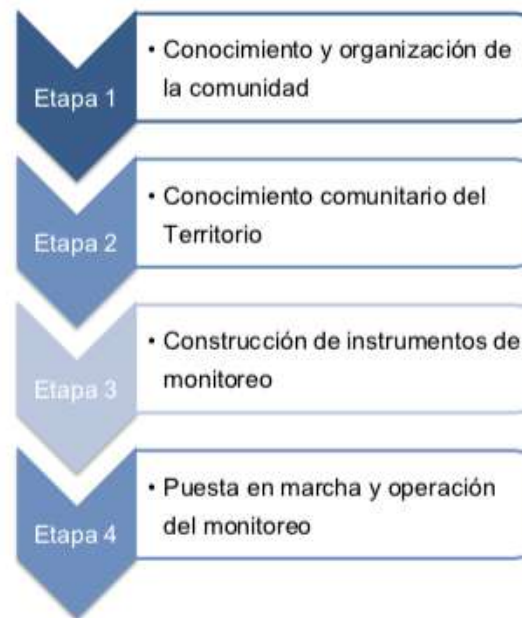 Etapa 1
• Conocimiento y organización de
la comunidad
Etapa 2
• Conocimiento comunitario del
Territorio
Etapa 3
• Construcción de instrumentos de
monitoreo
Etapa 4
• Puesta en marcha y operación
del monitoreo